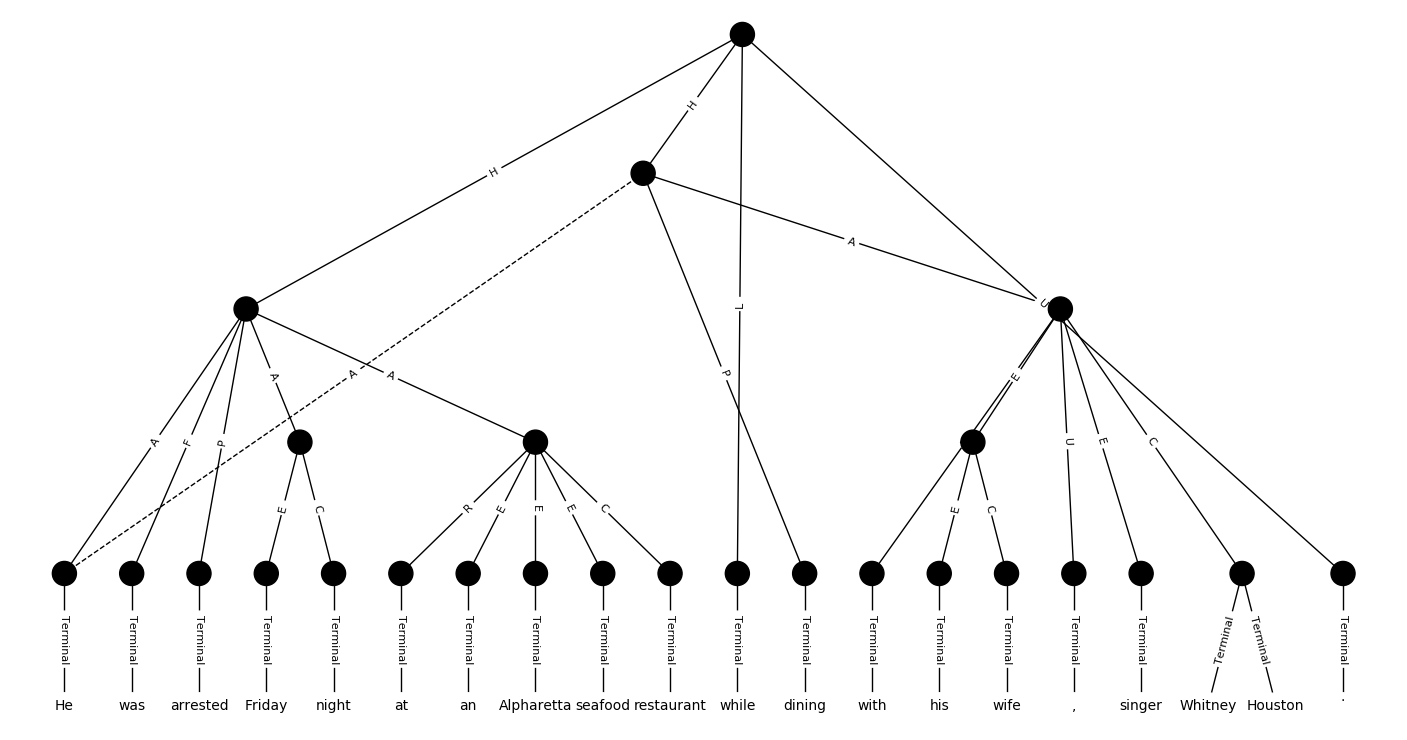 H
H
A
U
L
A
A
P
A
E
A
F
P
U
E
C
E
C
R
E
E
E
C
E
C
Terminal Terminal Terminal Terminal Terminal Terminal Terminal Terminal Terminal Terminal Terminal Terminal Terminal Terminal Terminal Terminal Terminal Terminal Terminal Terminal
He was arrested Friday night at an Alpharetta seafood restaurant while dining with his wife , singer Whitney Houston .